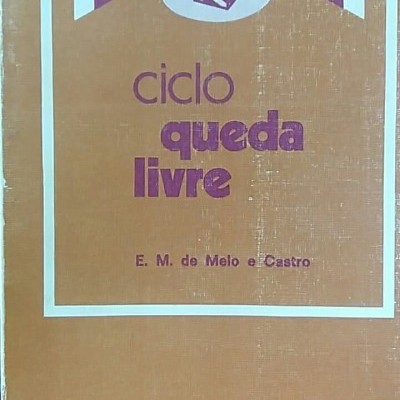 ciclo
queda
livre
E. M. de Melo e Castro